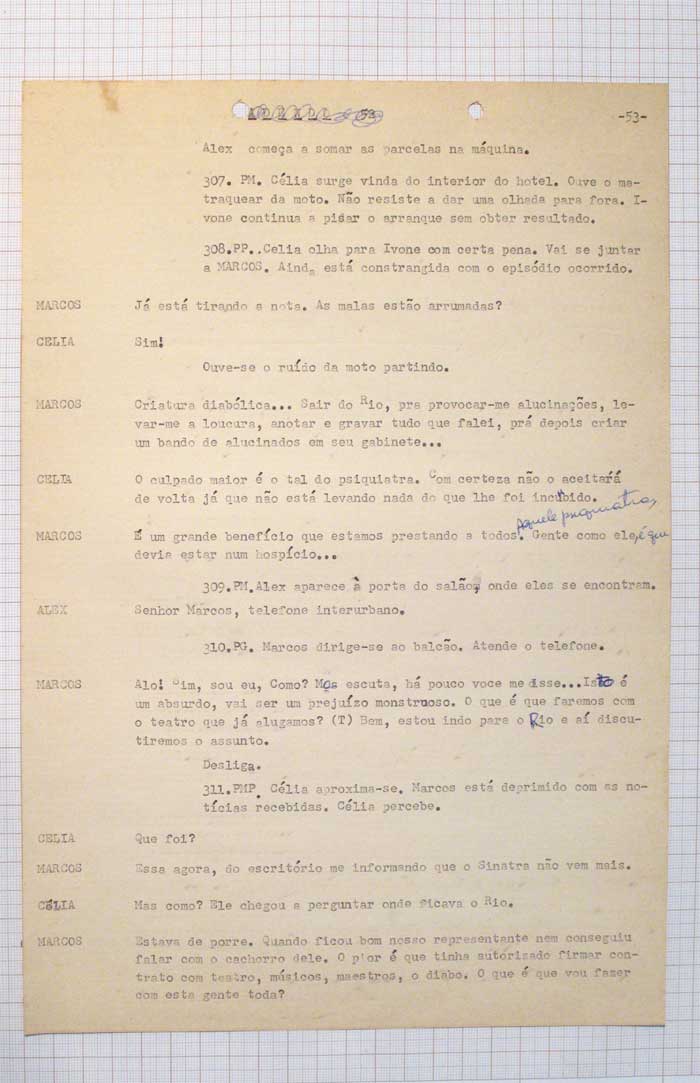 53
-53-
Alex começa a somar as parcelas na máquina.
307. PM. Célia surge vinda do interior do hotel. Ouve o ma-
traquear da moto. Não resiste a dar uma olhada para fora. I-
vone continua a pisar o arranque sem obter resultado.
308.PP..Celia olha para Ivone com certa pena. Vai se juntar
a MARCOS. Ainda está constrangida com o episódio ocorrido.
MARCOS Já está tirando a nota. As malas estão arrumadas?
CELIA Sim!
Ouve-se o ruído da moto partindo.
MARCOS Criatura diabólica... Sair do Rio, pra provocar-me alucinações, le-
var-me a loucura, anotar e gravar tudo que falei, prá depois criar
um bando de alucinados em seu gabinete...
CELIA O culpado maior é o tal do psiquiatra. Com certeza não o aceitará
de volta já que não está levando nada do que lhe foi incumbido.
Aquele psiquiatra,
MARCOS É um grande benefício que estamos prestando a todos. Gente como ele, é que
devia estar num hospício...
309.PM.Alex aparece à porta do salão, onde eles se encontram.
ALEX Senhor Marcos, telefone interurbano.
310.PG. Marcos dirige-se ao balcão. Atende o telefone.
MARCOS Alo! Sim, sou eu, Como? Mas escuta, há pouco voce me disse...Isto é
um absurdo, vai ser um prejuízo monstruoso. O que é que faremos com
o teatro que já alugamos? (T) Bem, estou indo para o Rio e aí discu-
tiremos o assunto.
Desliga.
311.PMP. Célia aproxima-se. Marcos está deprimido com as no-
tícias recebidas. Célia percebe.
CELIA Que foi?
MARCOS Essa agora, do escritório me informando que o Sinatra não vem mais.
CÉLIA Mas como? Ele chegou a perguntar onde ficava o Rio.
MARCOS Estava de porre. Quando ficou bom nosso representante nem conseguiu
falar com o cachorro dele. O p'or é que tinha autorizado firmar con-
trato com teatro, músicos, maestros, o diabo. O que é que vou fazer
com esta gente toda?